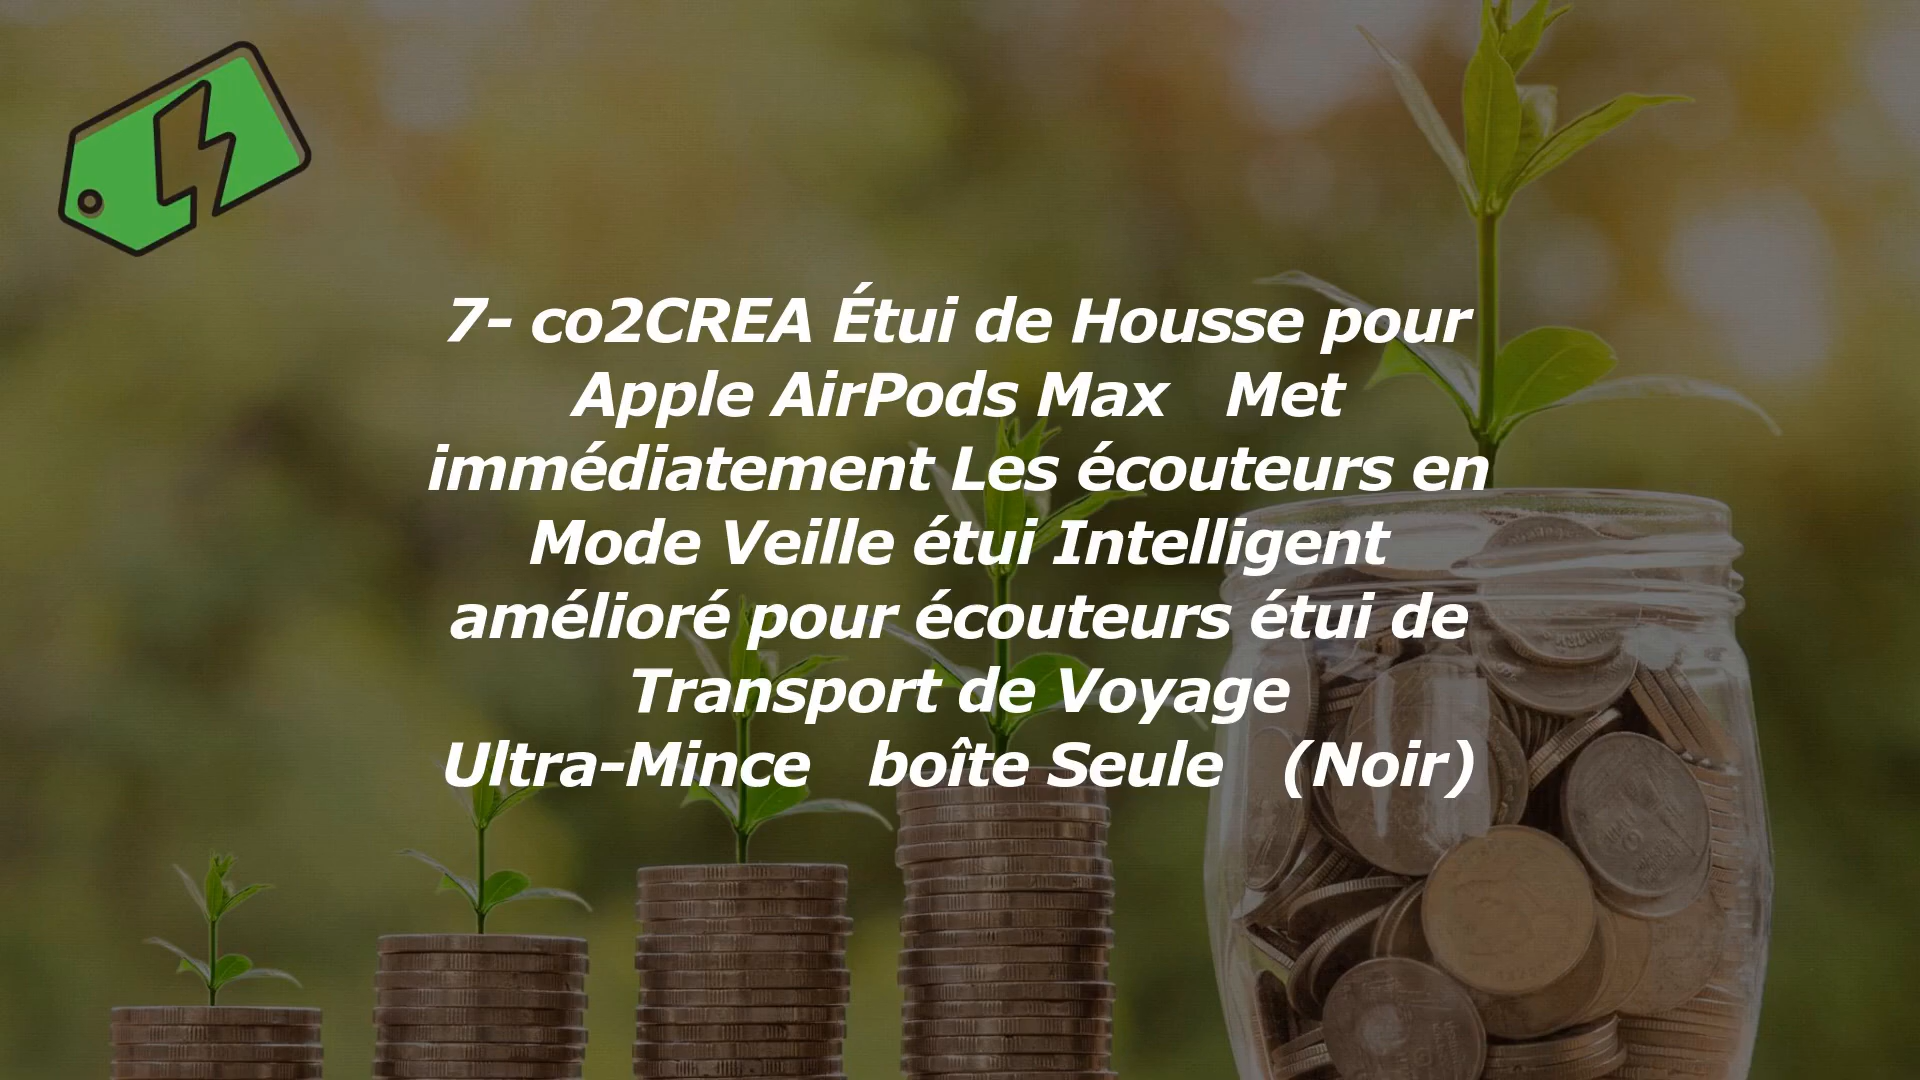 7- co2CREA Étui de Housse pour
Apple AirPods Max   Met
immédiatement Les écouteurs en
Mode Veille étui Intelligent
amélioré pour écouteurs étui de
Transport de Voyage
Ultra-Mince   boîte Seule   (Noir)